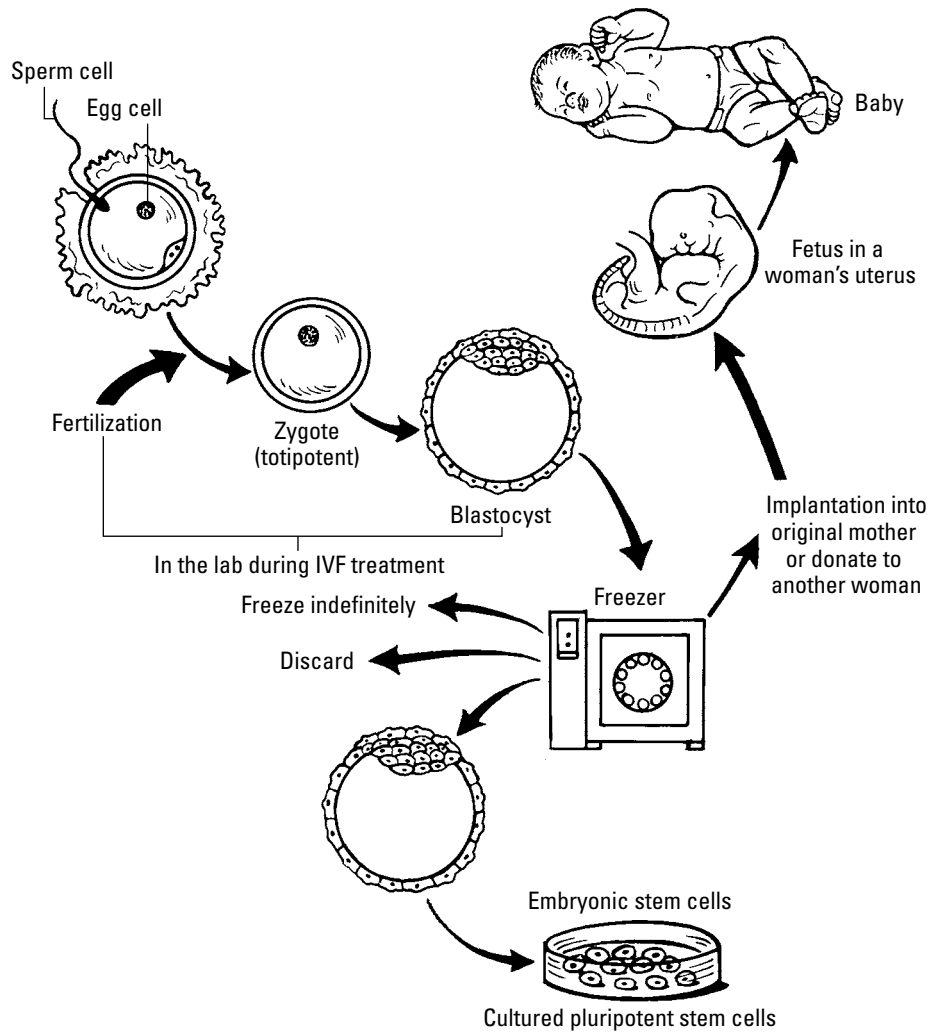 Sperm cell
Egg cell
Baby
Fetus in a
woman's uterus
Fertilization
Zygote
(totipotent)
Blastocyst
In the lab during IVF treatment
Implantation into
original mother
or donate to
another woman
Freezer
Freeze indefinitely
Discard
Embryonic stem cells
Cultured pluripotent stem cells